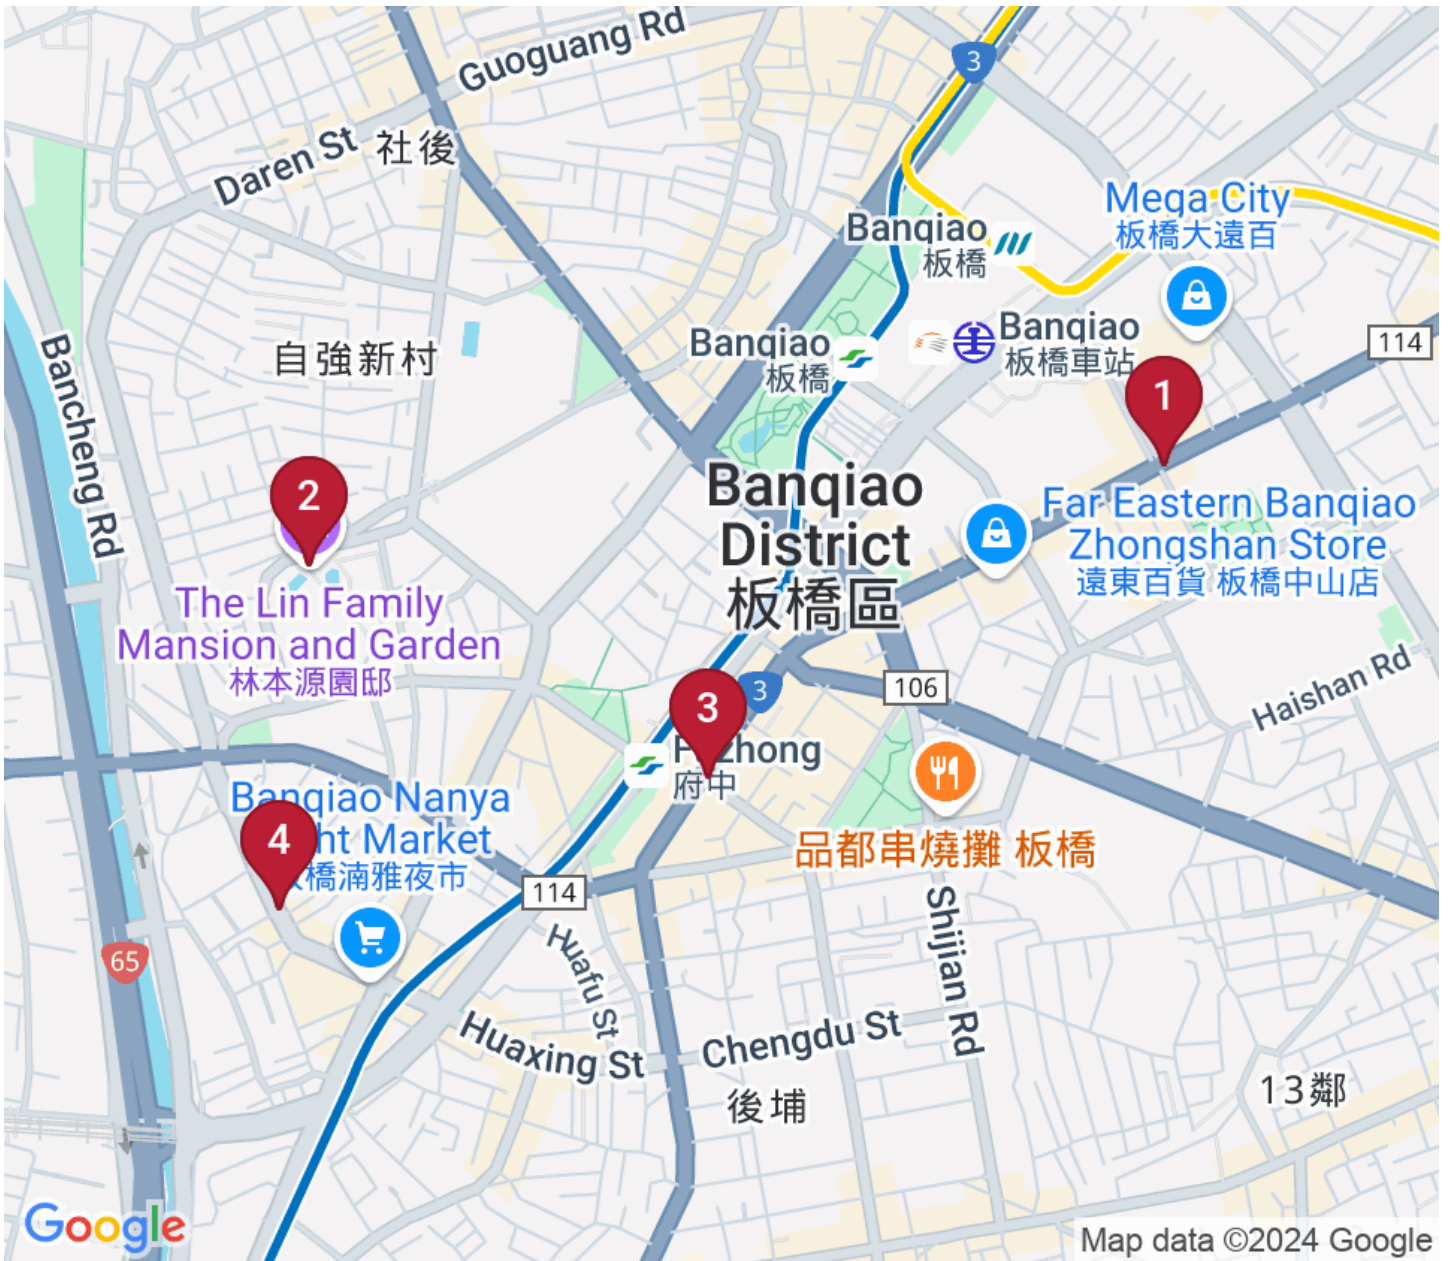 Guoguang Rd
3
Daren St
社後
Mega City
板橋大遠百
Banqiao
板橋
Bancheng Rd
自強新村
Banqiao
板橋
Banqiao
板橋車站
114
1
2
Banqiao
District
板橋區
Far Eastern Banqiao
Zhongshan Store
遠東百貨 板橋中山店
The Lin Family
Mansion and Garden
林本源園邸
Haishan Rd
106
3
3
Zhong
府中
Banqiao Nanya
Market
橋湳雅夜市
4
品都串燒攤 板橋
114
65
Huafu St
Shijian Rd
Huaxing St
Chengdu St
後埔
13鄰
Google
Map data ©2024 Google